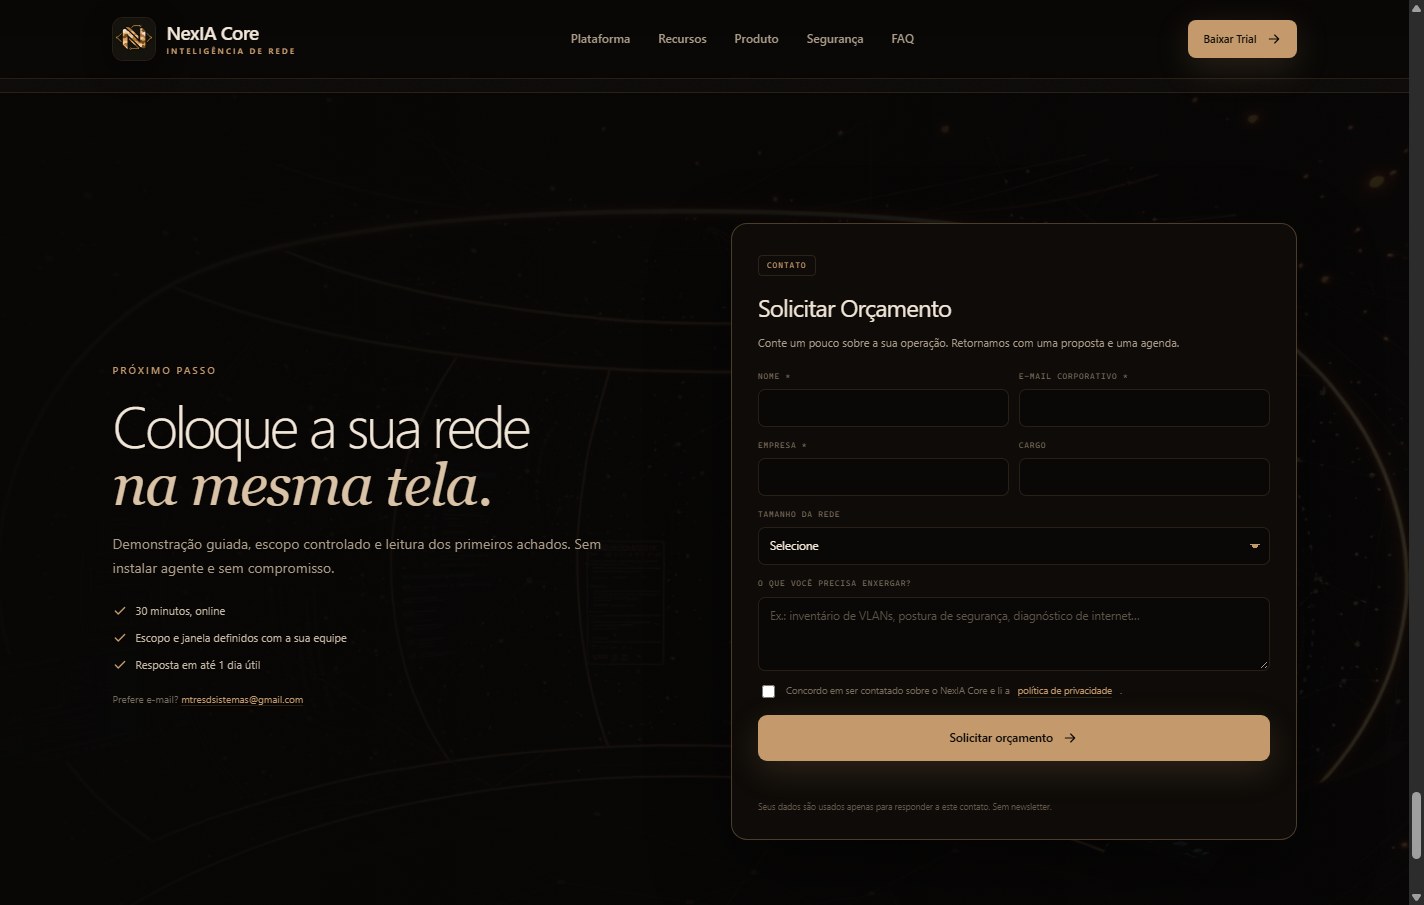 NexIA Core
INTELIGÊNCIA DE REDE
Plataforma
Recursos
Produto
Segurança
FAQ
Baixar Trial
PRÓXIMO PASSO
Coloque a sua rede
na mesma tela.
Demonstração guiada, escopo controlado e leitura dos primeiros achados. Sem
instalar agente e sem compromisso.
30 minutos, online
Escopo e janela definidos com a sua equipe
Resposta em até 1 dia útil
Prefere e-mail? mtresdsistemas@gmail.com
CONTATO
Solicitar Orçamento
Conte um pouco sobre a sua operação. Retornamos com uma proposta e uma agenda.
NOME *
E-MAIL CORPORATIVO *
EMPRESA *
CARGO
TAMANHO DA REDE
Selecione
O QUE VOCÊ PRECISA ENXERGAR?
Ex.: inventário de VLANs, postura de segurança, diagnóstico de internet...
Concordo em ser contatado sobre o NexIA Core e li a política de privacidade .
Solicitar orçamento
Seus dados são usados apenas para responder a este contato. Sem newsletter.